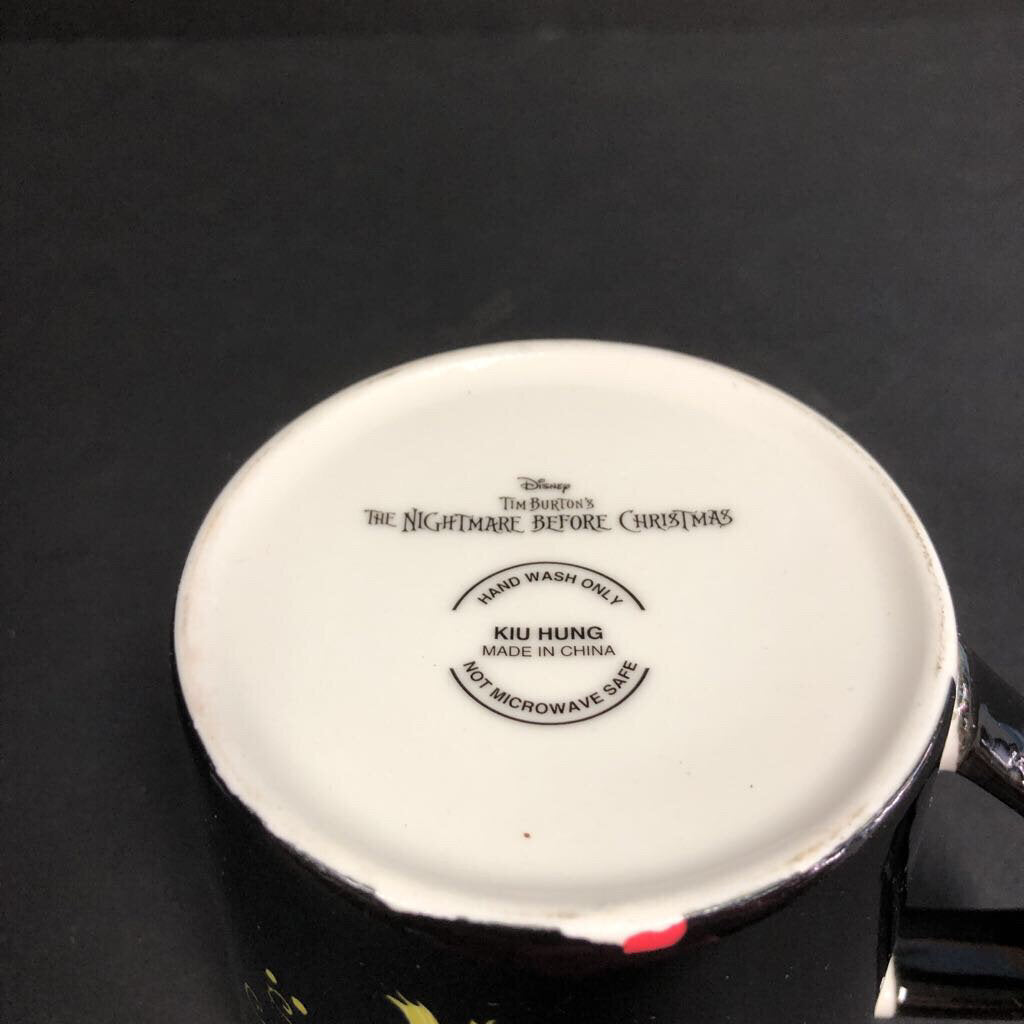 Disney
TIM BURTON'S
THE NIGHTMARE BEFORE CHRISTMAS
HAND WASH ONLY
KIU HUNG
MADE IN CHINA
NOT MICROWAVE SAFE